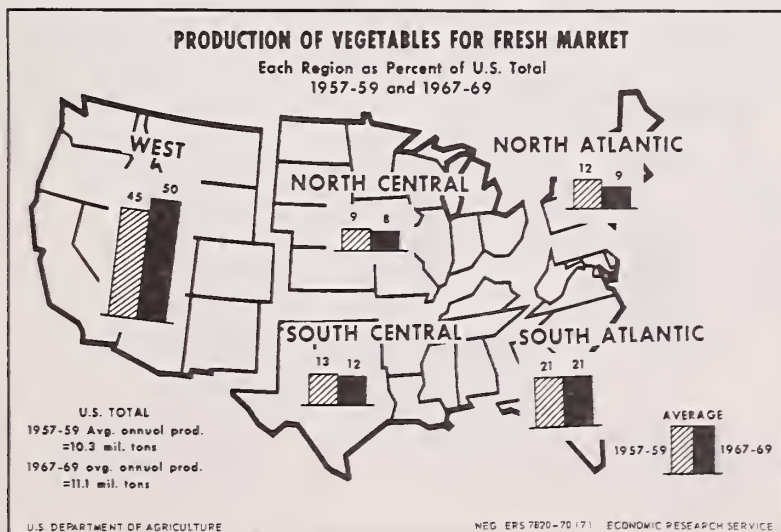 PRODUCTION OF VEGETABLES FOR FRESH MARKET
Each Region as Percent of U.S. Total
1957-59 and 1967-69
WEST
45
50
NORTH CENTRAL
9
8
NORTH ATLANTIC
12
9
SOUTH CENTRAL
13
12
SOUTH ATLANTIC
21
21
U.S. TOTAL
1957-59 Avg. annual prod.
=10.3 mil. tons
1967-69 avg. annual prod.
=11.1 mil. tons
AVERAGE
1957-59
1967-69
U.S. DEPARTMENT OF AGRICULTURE
NEG. ERS 7820-70 (7) ECONOMIC RESEARCH SERVICE